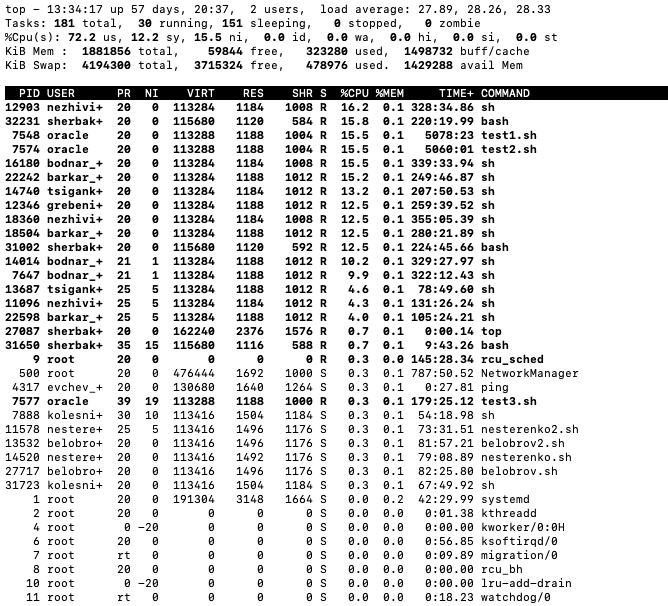 top – 13:34:17 up 57 days, 20:37,  2 users,  load average: 27.89, 28.26, 28.33
Tasks: 181 total,  30 running, 151 sleeping,   0 stopped,   0 zombie
%Cpu(s): 72.2 us, 12.2 sy, 15.5 ni,  0.0 id,  0.0 wa,  0.0 hi,  0.0 si,  0.0 st
KiB Mem :  1881856 total,    59844 free,   323280 used,  1498732 buff/cache
KiB Swap:  4194300 total,  3715324 free,   478976 used.  1429288 avail Mem
PID USER PR NI VIRT RES SHR S %CPU %MEM TIME+ COMMAND
12903 nezhivi+ 20 0 113284 1184 1008 R 16.2 0.1 328:34.86 sh
32231 sherbak+ 20 0 115680 1120 584 R 15.8 0.1 220:19.99 bash
7548 oracle 20 0 113288 1188 1004 R 15.5 0.1 5078:23 test1.sh
7574 oracle 20 0 113288 1188 1004 R 15.5 0.1 5060:01 test2.sh
16180 bodnar_+ 20 0 113284 1184 1008 R 15.5 0.1 339:33.94 sh
22242 barkar_+ 20 0 113284 1188 1012 R 15.2 0.1 249:46.87 sh
14740 tsigank+ 20 0 113284 1188 1012 R 13.2 0.1 207:50.53 sh
12346 grebeni+ 20 0 113284 1188 1012 R 12.5 0.1 259:39.52 sh
18360 nezhivi+ 20 0 113284 1184 1008 R 12.5 0.1 355:05.39 sh
18504 barkar_+ 20 0 113284 1188 1012 R 12.5 0.1 280:21.89 sh
31002 sherbak+ 20 0 115680 1120 592 R 12.5 0.1 224:45.66 bash
14014 bodnar_+ 21 1 113284 1188 1012 R 10.2 0.1 329:27.97 sh
7647 bodnar_+ 21 1 113284 1188 1012 R 9.9 0.1 322:12.43 sh
13687 tsigank+ 25 5 113284 1188 1012 R 4.6 0.1 78:49.60 sh
11096 nezhivi+ 25 5 113284 1184 1012 R 4.3 0.1 131:26.24 sh
22598 barkar_+ 25 5 113284 1188 1012 R 4.0 0.1 105:24.21 sh
27087 sherbak+ 20 0 162240 2376 1576 R 0.7 0.1 0:00.14 top
31650 sherbak+ 35 15 115680 1116 588 R 0.7 0.1 9:43.26 bash
9 root 20 0 0 0 0 R 0.3 0.0 145:28.34 rcu_sched
500 root 20 0 476444 1692 1000 S 0.3 0.1 787:50.52 NetworkManager
4317 evchev_+ 20 0 130680 1640 1264 S 0.3 0.1 0:27.81 ping
7577 oracle 39 19 113288 1188 1000 R 0.3 0.1 179:25.12 test3.sh
7888 kolesni+ 30 10 113416 1504 1184 S 0.3 0.1 54:18.98 sh
11578 nestere+ 25 5 113416 1496 1176 S 0.3 0.1 73:31.51 nesterenko2.sh
13532 belobro+ 20 0 113416 1496 1176 S 0.3 0.1 81:57.21 belobrov2.sh
14520 nestere+ 20 0 113416 1492 1176 S 0.3 0.1 79:08.89 nesterenko.sh
27717 belobro+ 20 0 113416 1496 1176 S 0.3 0.1 82:25.80 belobrov.sh
31723 kolesni+ 20 0 113416 1504 1184 S 0.3 0.1 67:49.92 sh
1 root 20 0 191304 3148 1664 S 0.0 0.2 42:29.99 systemd
2 root 20 0 0 0 0 S 0.0 0.0 0:01.38 kthreadd
4 root 0 –20 0 0 0 S 0.0 0.0 0:00.00 kworker/0:0H
6 root 20 0 0 0 0 S 0.0 0.0 0:56.85 ksoftirqd/0
7 root rt 0 0 0 0 S 0.0 0.0 0:09.89 migration/0
8 root 20 0 0 0 0 S 0.0 0.0 0:00.00 rcu_bh
10 root 0 –20 0 0 0 S 0.0 0.0 0:00.00 lru-add-drain
11 root rt 0 0 0 0 S 0.0 0.0 0:18.23 watchdog/0